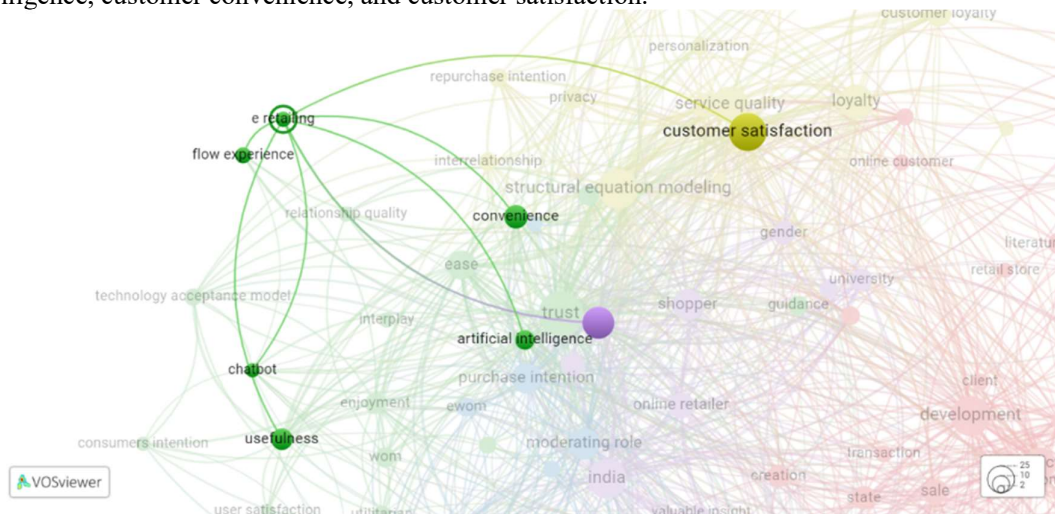 lligence, customer convenience, and customer satisfaction.
customer loyalty
personalization
repurchase intention
privacy
service quality
loyalty
e retailing
customer satisfaction
flow experience
interrelationship
online customer
structural equation modeling
relationship quality
convenience
gender
literatu
ease
retail store
university
technology acceptance model
shopper
guidance
trust
interplay
artificial intelligence
chatbot
purchase intention
client
enjoyment
ewom
online retailer
development
consumers intention
usefulness
moderating role
transaction
wom
india
creation
VOSviewer
25
10
2
state
sale
user satisfaction
valuable insight